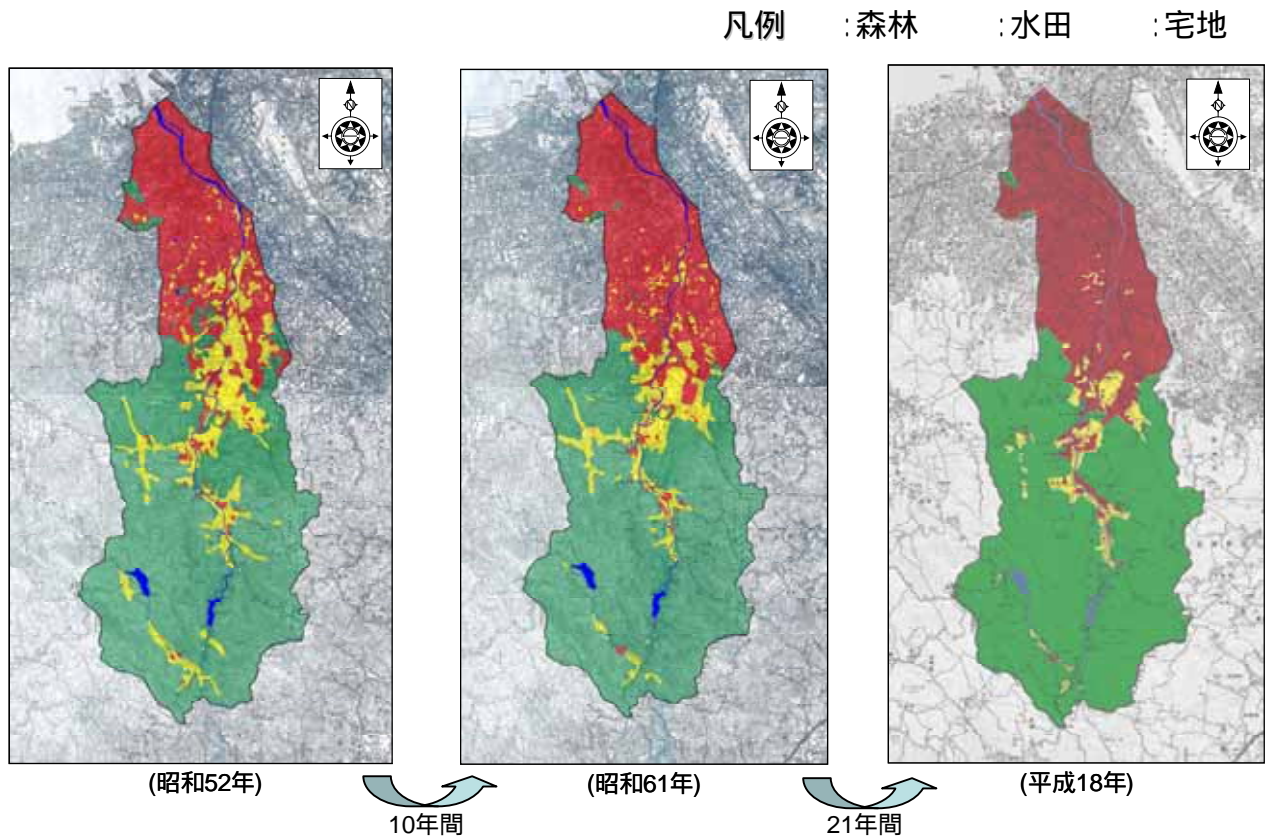 凡例 :森林 :水田 :宅地
(昭和52年) (昭和61年) (平成18年)
10年間 21年間